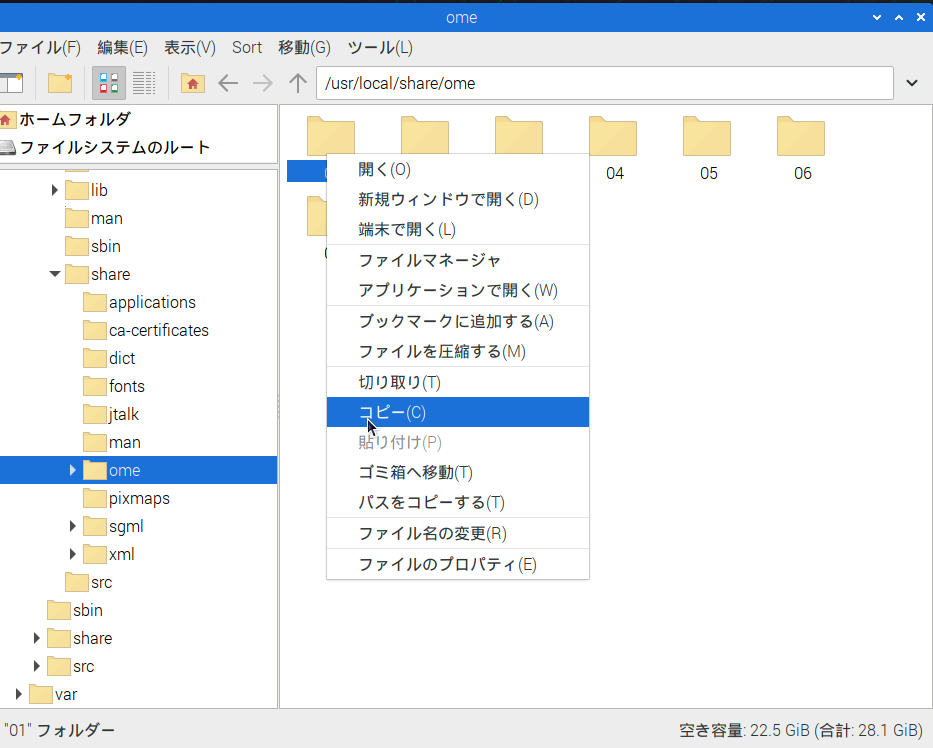 ome
ファイル(F) 編集(E) 表示(V) Sort 移動(G) ツール(L)
/usr/local/share/ome
ホームフォルダ
ファイルシステムのルート
lib
man
sbin
share
applications
ca-certificates
dict
fonts
jtalk
man
ome
pixmaps
sgml
xml
src
sbin
share
src
var
04 05 06
開く(O)
新規ウィンドウで開く(D)
端末で開く(L)
ファイルマネージャ
アプリケーションで開く(W)
ブックマークに追加する(A)
ファイルを圧縮する(M)
切り取り(T)
コピー(C)
貼り付け(P)
ゴミ箱へ移動(T)
パスをコピーする(T)
ファイル名の変更(R)
ファイルのプロパティ(E)
"01" フォルダー
空き容量: 22.5 GiB (合計: 28.1 GiB)